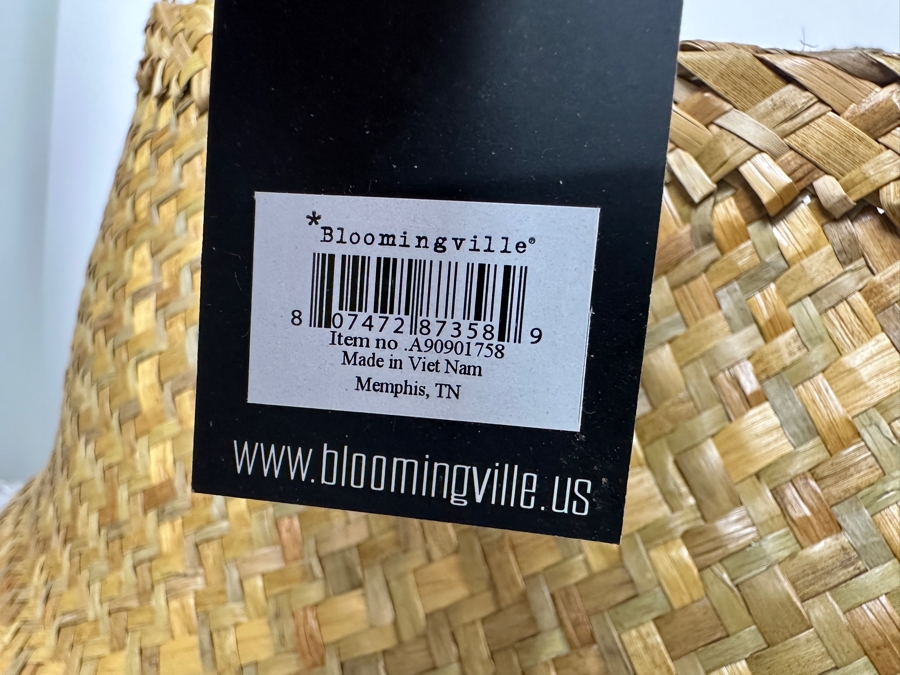 *Bloomingville®
8 07472 87358 9
Item no .A90901758
Made in Viet Nam
Memphis, TN
www.bloomingville.us